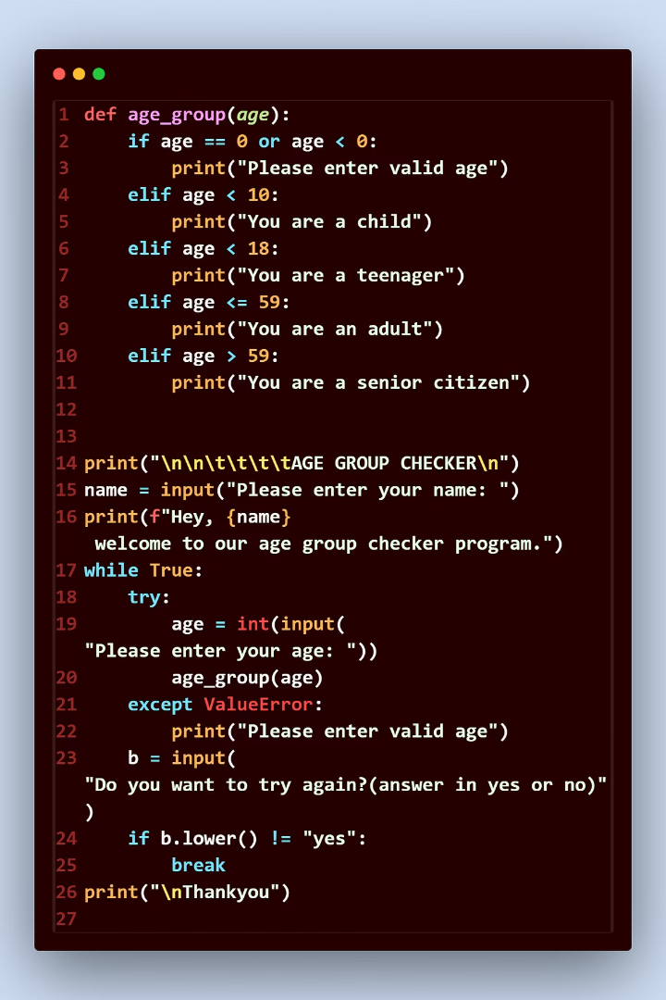 1 def age_group(age):
2     if age == 0 or age < 0:
3         print("Please enter valid age")
4     elif age < 10:
5         print("You are a child")
6     elif age < 18:
7         print("You are a teenager")
8     elif age <= 59:
9         print("You are an adult")
10     elif age > 59:
11         print("You are a senior citizen")
12
13
14 print("\n\n\t\t\t\tAGE GROUP CHECKER\n")
15 name = input("Please enter your name: ")
16 print(f"Hey, {name}
 welcome to our age group checker program.")
17 while True:
18     try:
19         age = int(input(
"Please enter your age: "))
20         age_group(age)
21     except ValueError:
22         print("Please enter valid age")
23     b = input(
"Do you want to try again?(answer in yes or no)"
)
24     if b.lower() != "yes":
25         break
26 print("\nThankyou")
27